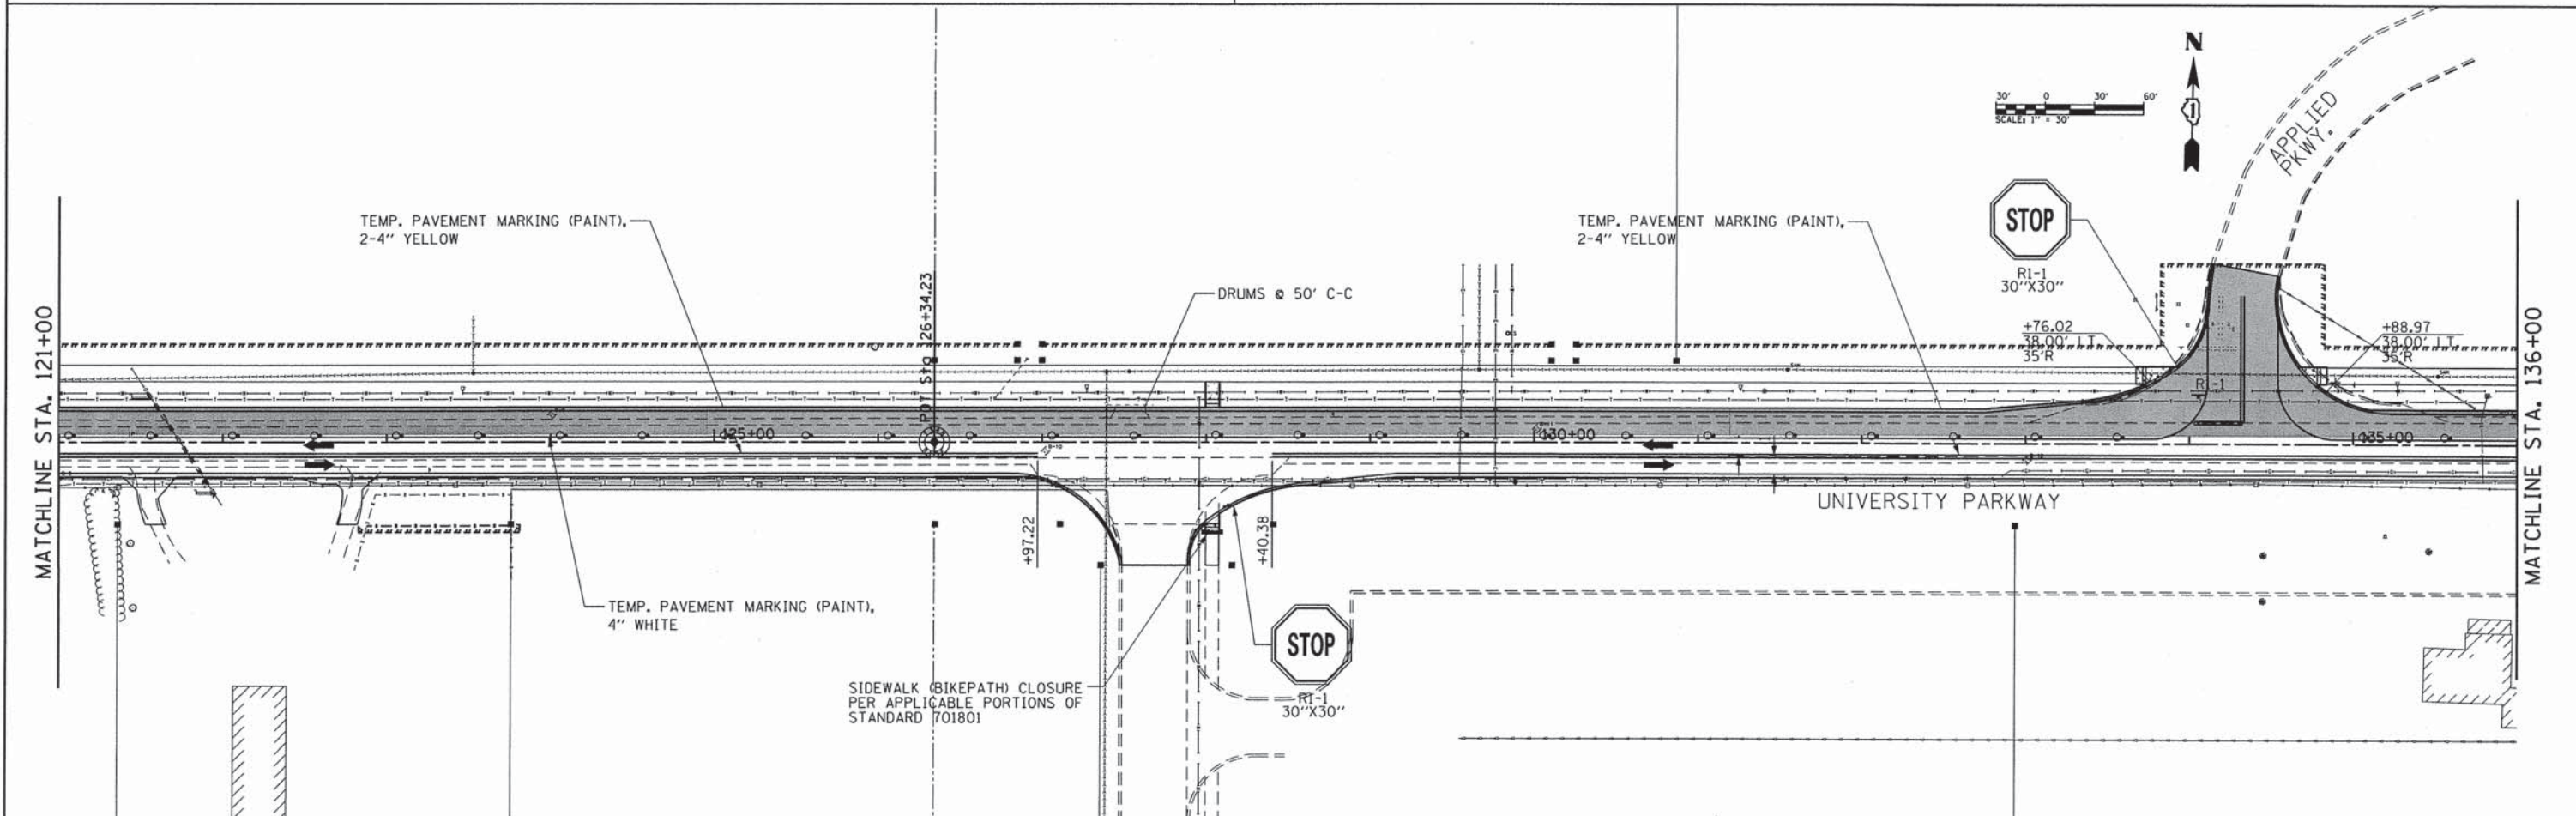 N
30' 0 30' 60'
SCALE: 1" = 30'
APPLIED
PKWY.
TEMP. PAVEMENT MARKING (PAINT),
2-4" YELLOW
TEMP. PAVEMENT MARKING (PAINT),
2-4" YELLOW
STOP
R1-1
30"X30"
DRUMS @ 50' C-C
POT Sta 126+34.23
+76.02
38.00' LT.
35'R
+88.97
38.00' LT.
35'R
R1-1
MATCHLINE STA. 121+00
MATCHLINE STA. 136+00
125+00
130+00
135+00
UNIVERSITY PARKWAY
+97.22
+40.38
TEMP. PAVEMENT MARKING (PAINT),
4" WHITE
STOP
R1-1
30"X30"
SIDEWALK (BIKEPATH) CLOSURE
PER APPLICABLE PORTIONS OF
STANDARD 701801